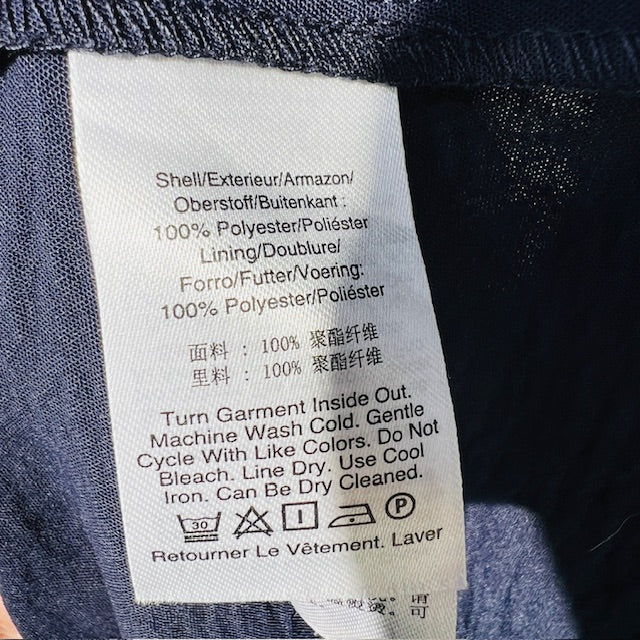 Shell/Exterieur/Armazon/
Oberstoff/Buitenkant :
100% Polyester/Poliéster
Lining/Doublure/
Forro/Futter/Voering:
100% Polyester/Poliéster
面料 : 100% 聚酯纤维
里料 : 100% 聚酯纤维
Turn Garment Inside Out.
Machine Wash Cold. Gentle
Cycle With Like Colors. Do Not
Bleach. Line Dry. Use Cool
Iron. Can Be Dry Cleaned.
30 P
Retourner Le Vêtement. Laver
请
可